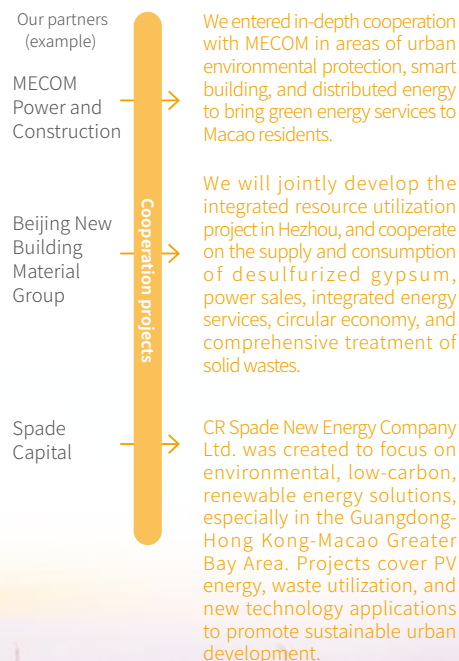 Our partners
(example)
MECOM
Power and
Construction
Beijing New
Building
Material
Group
Spade
Capital
Cooperation projects
We entered in-depth cooperation
with MECOM in areas of urban
environmental protection, smart
building, and distributed energy
to bring green energy services to
Macao residents.
We will jointly develop the
integrated resource utilization
project in Hezhou, and cooperate
on the supply and consumption
of desulfurized gypsum,
power sales, integrated energy
services, circular economy, and
comprehensive treatment of
solid wastes.
CR Spade New Energy Company
Ltd. was created to focus on
environmental, low-carbon,
renewable energy solutions,
especially in the Guangdong-
Hong Kong-Macao Greater
Bay Area. Projects cover PV
energy, waste utilization, and
new technology applications
to promote sustainable urban
development.